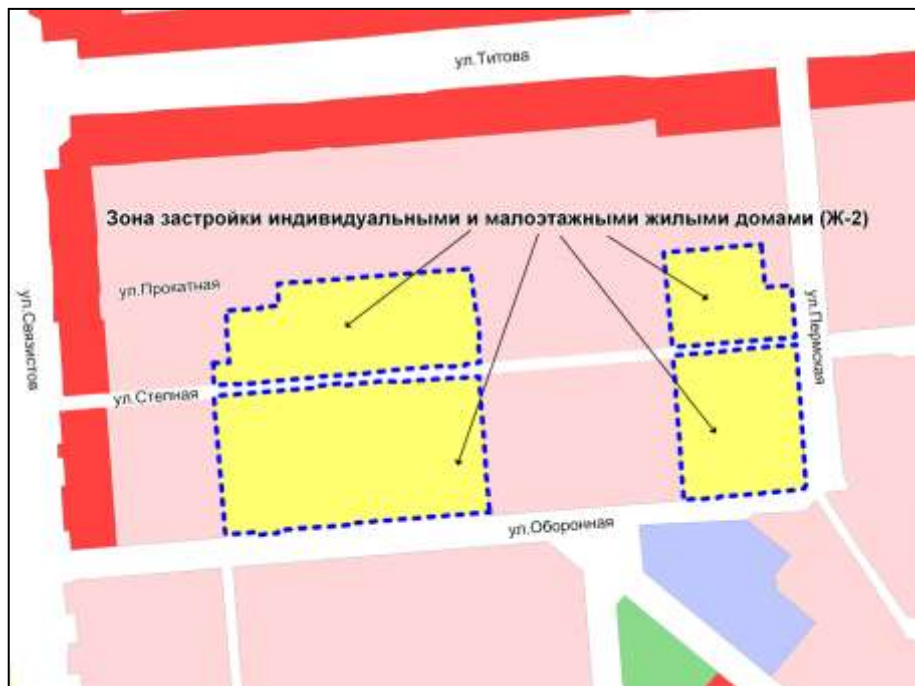 ул.Титова
Зона застройки индивидуальными и малоэтажными жилыми домами (Ж-2)
ул.Прокатная
ул.Связистов
ул.Пермская
ул.Степная
ул.Оборонная